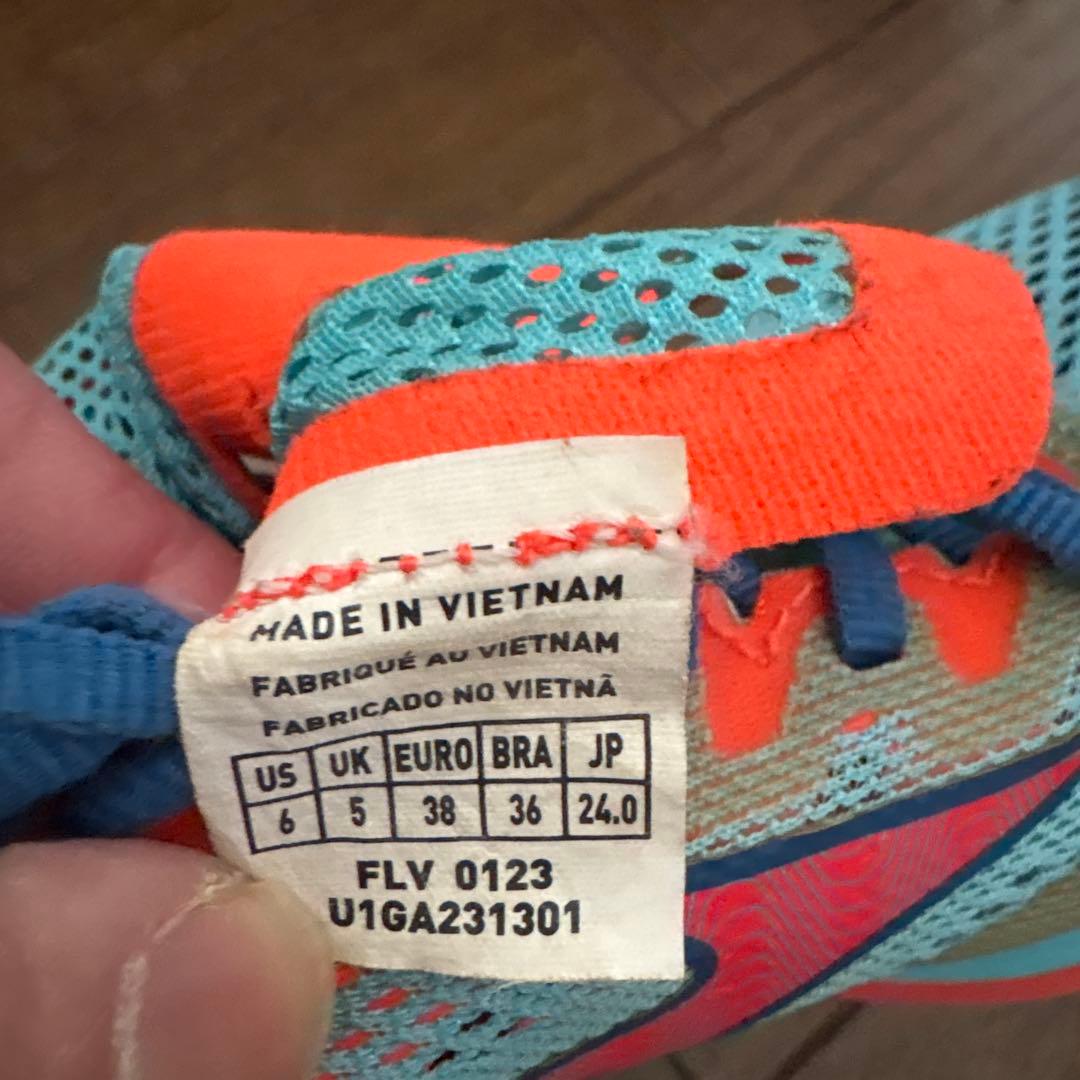 MADE IN VIETNAM
FABRIQUÉ AU VIETNAM
FABRICADO NO VIETNÃ
US UK EURO BRA JP
6 5 38 36 24.0
FLV 0123
U1GA231301